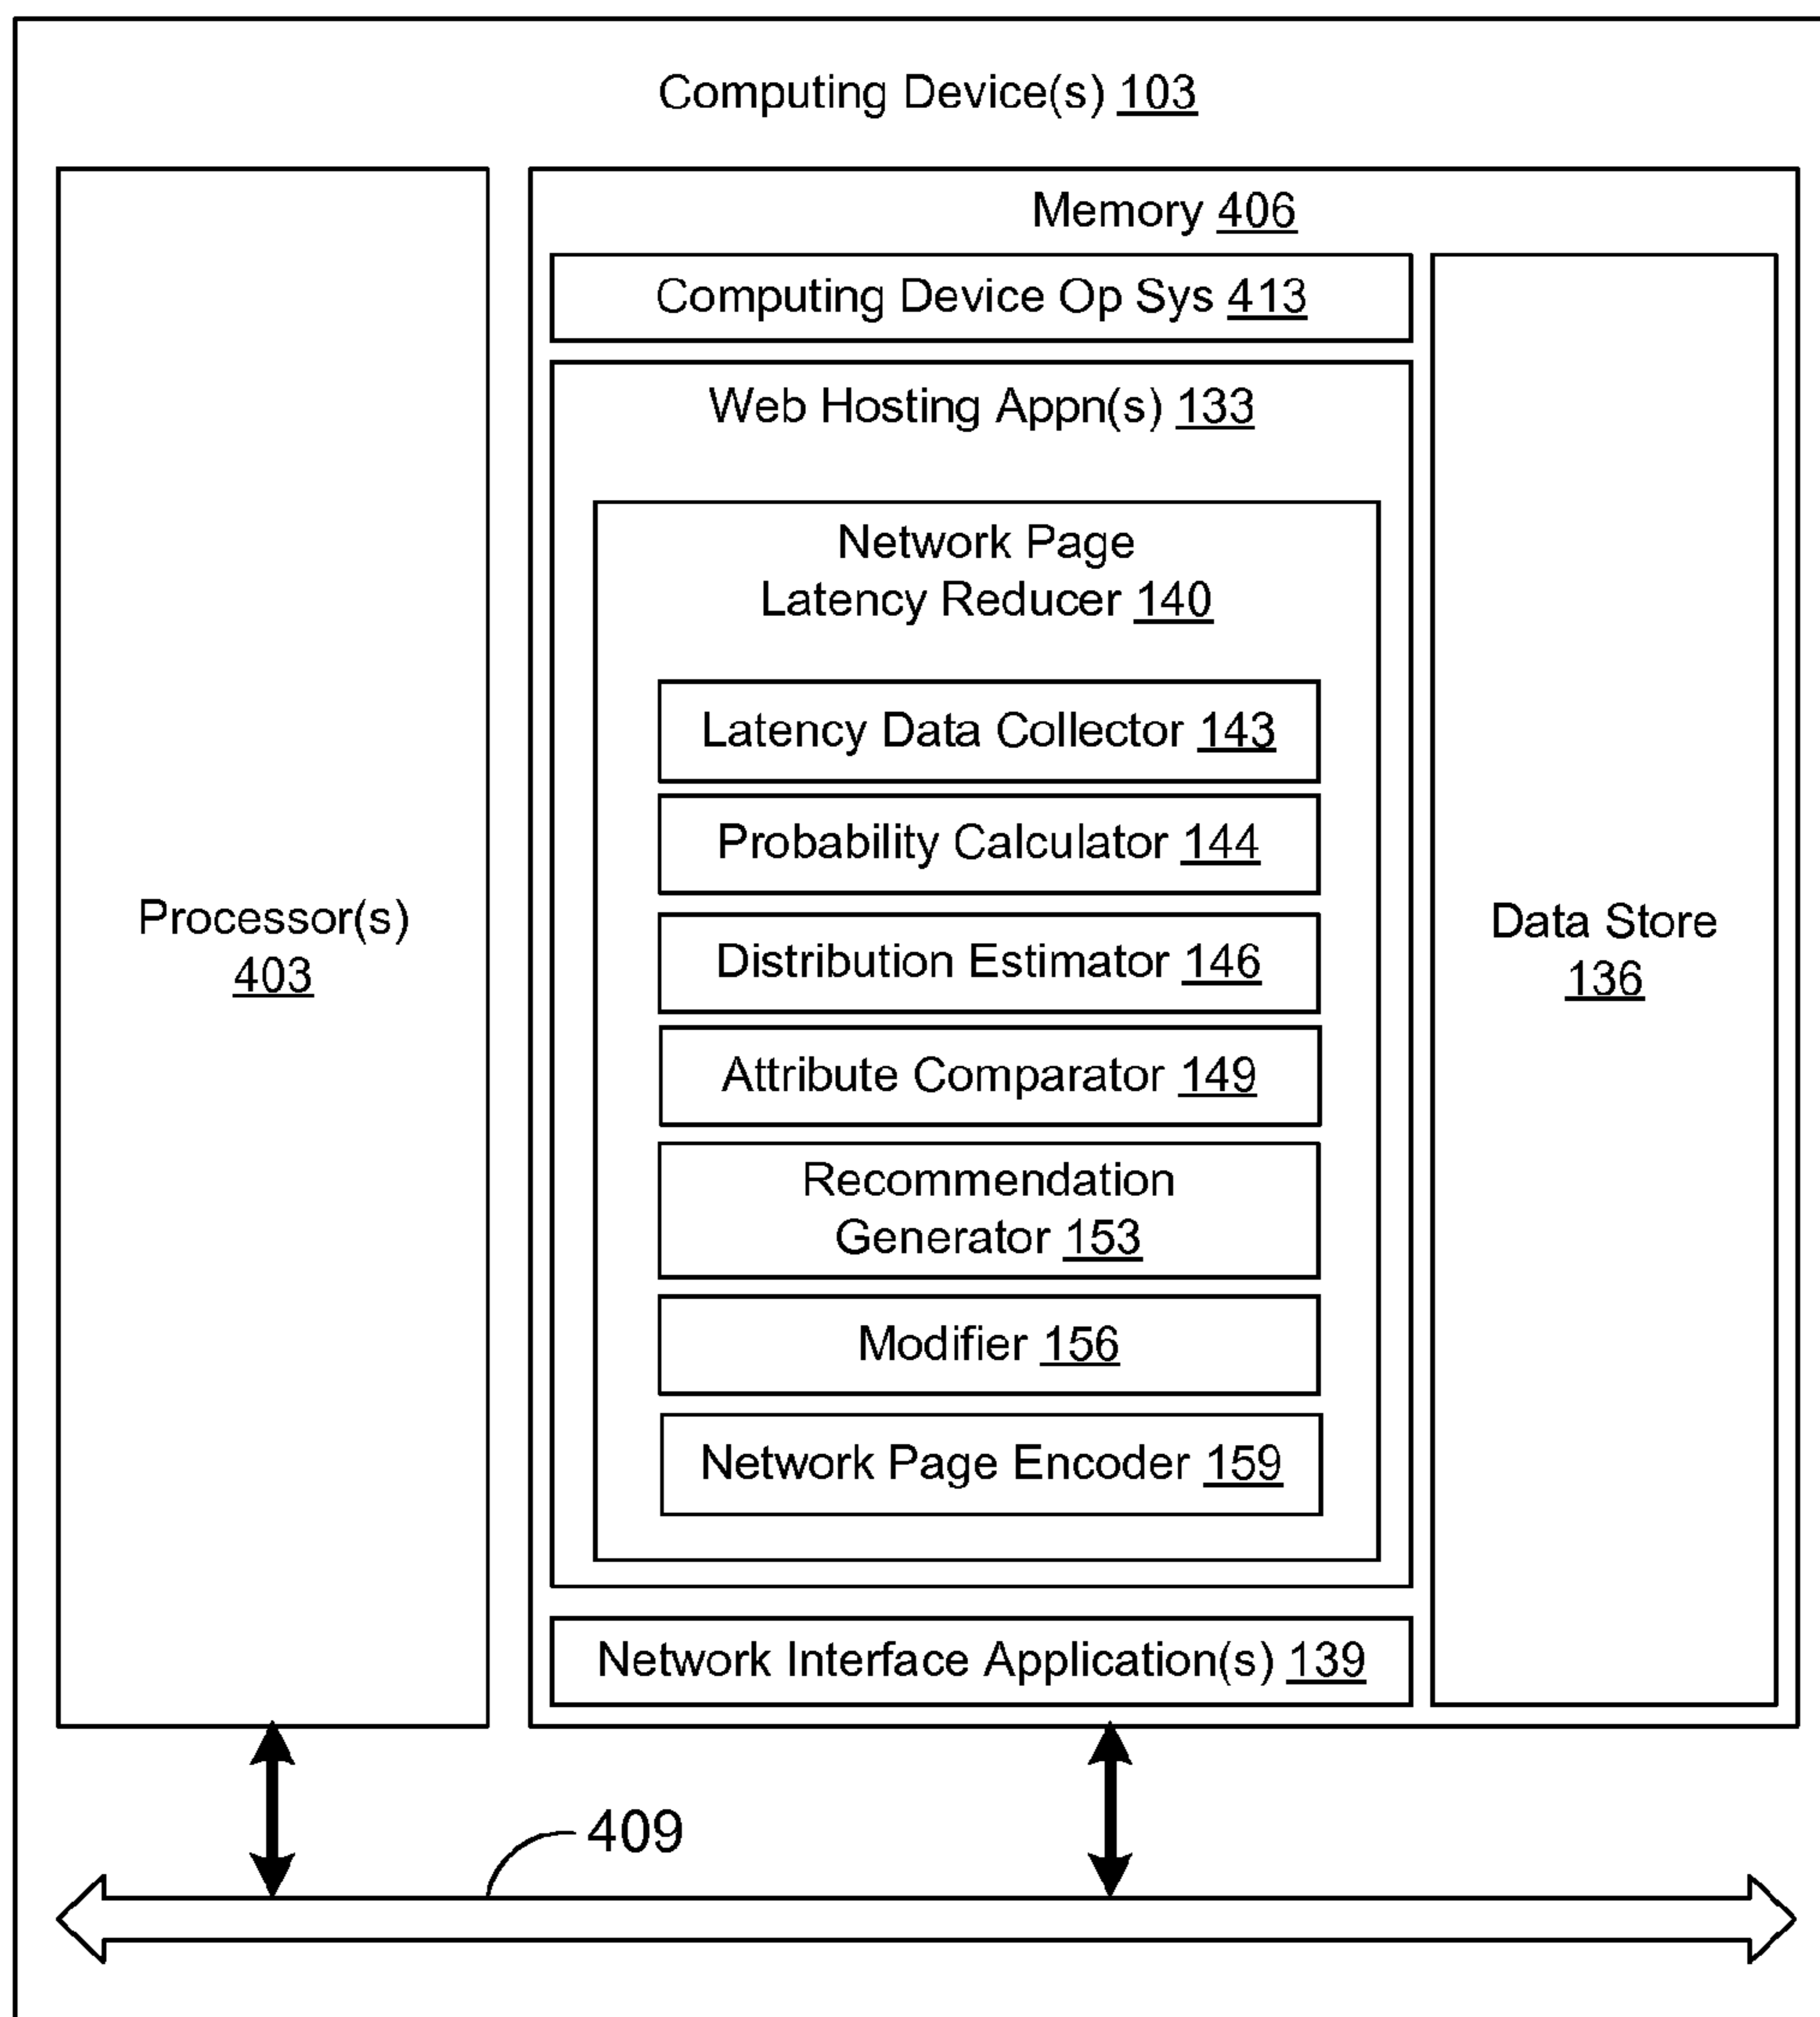 Computing Device(s) 103
Memory 406
Computing Device Op Sys 413
Web Hosting Appn(s) 133
Network Page
Latency Reducer 140
Latency Data Collector 143
Probability Calculator 144
Distribution Estimator 146
Attribute Comparator 149
Recommendation
Generator 153
Modifier 156
Network Page Encoder 159
Network Interface Application(s) 139
Processor(s)
403
Data Store
136
409